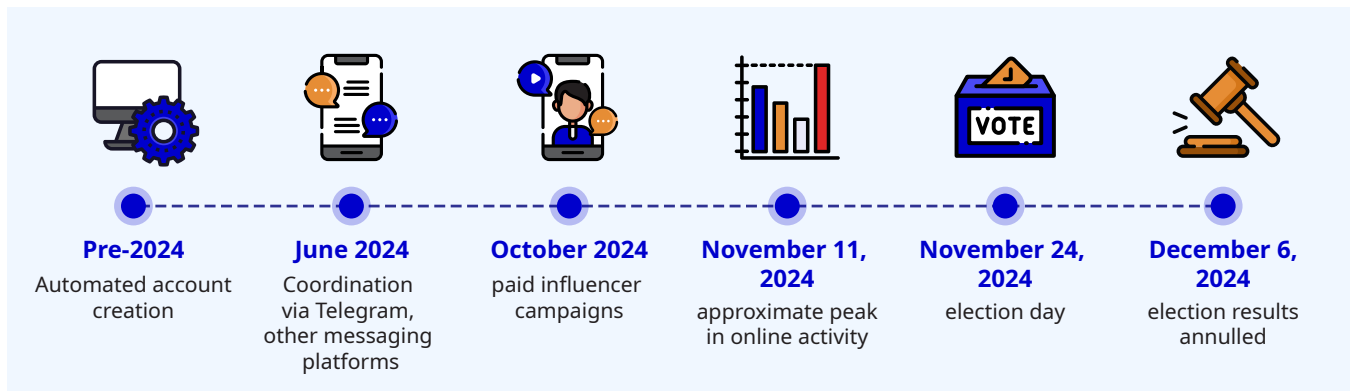 VOTE
Pre-2024
Automated account
creation
June 2024
Coordination
via Telegram,
other messaging
platforms
October 2024
paid influencer
campaigns
November 11,
2024
approximate peak
in online activity
November 24,
2024
election day
December 6,
2024
election results
annulled